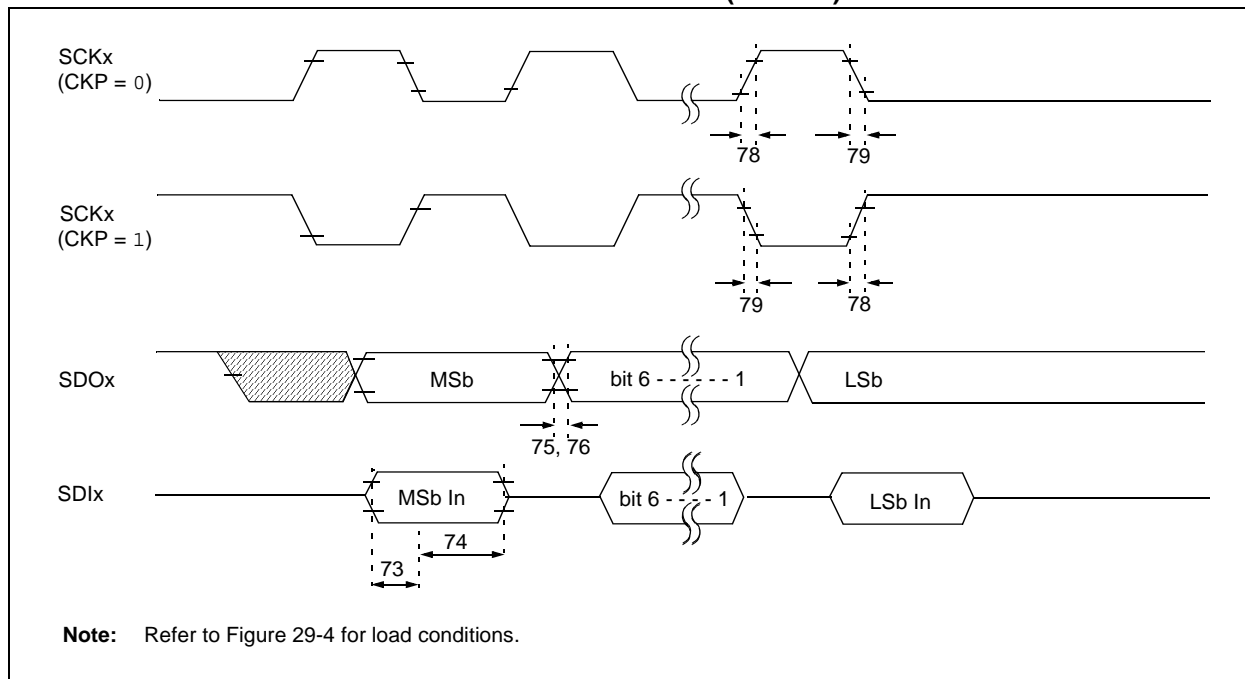 SCKx
(CKP = 0)
78
79
SCKx
(CKP = 1)
79
78
SDOx
MSb
bit 6 - - - - - - 1
LSb
75, 76
SDIx
MSb In
bit 6 - - - - 1
LSb In
74
73
Note: Refer to Figure 29-4 for load conditions.